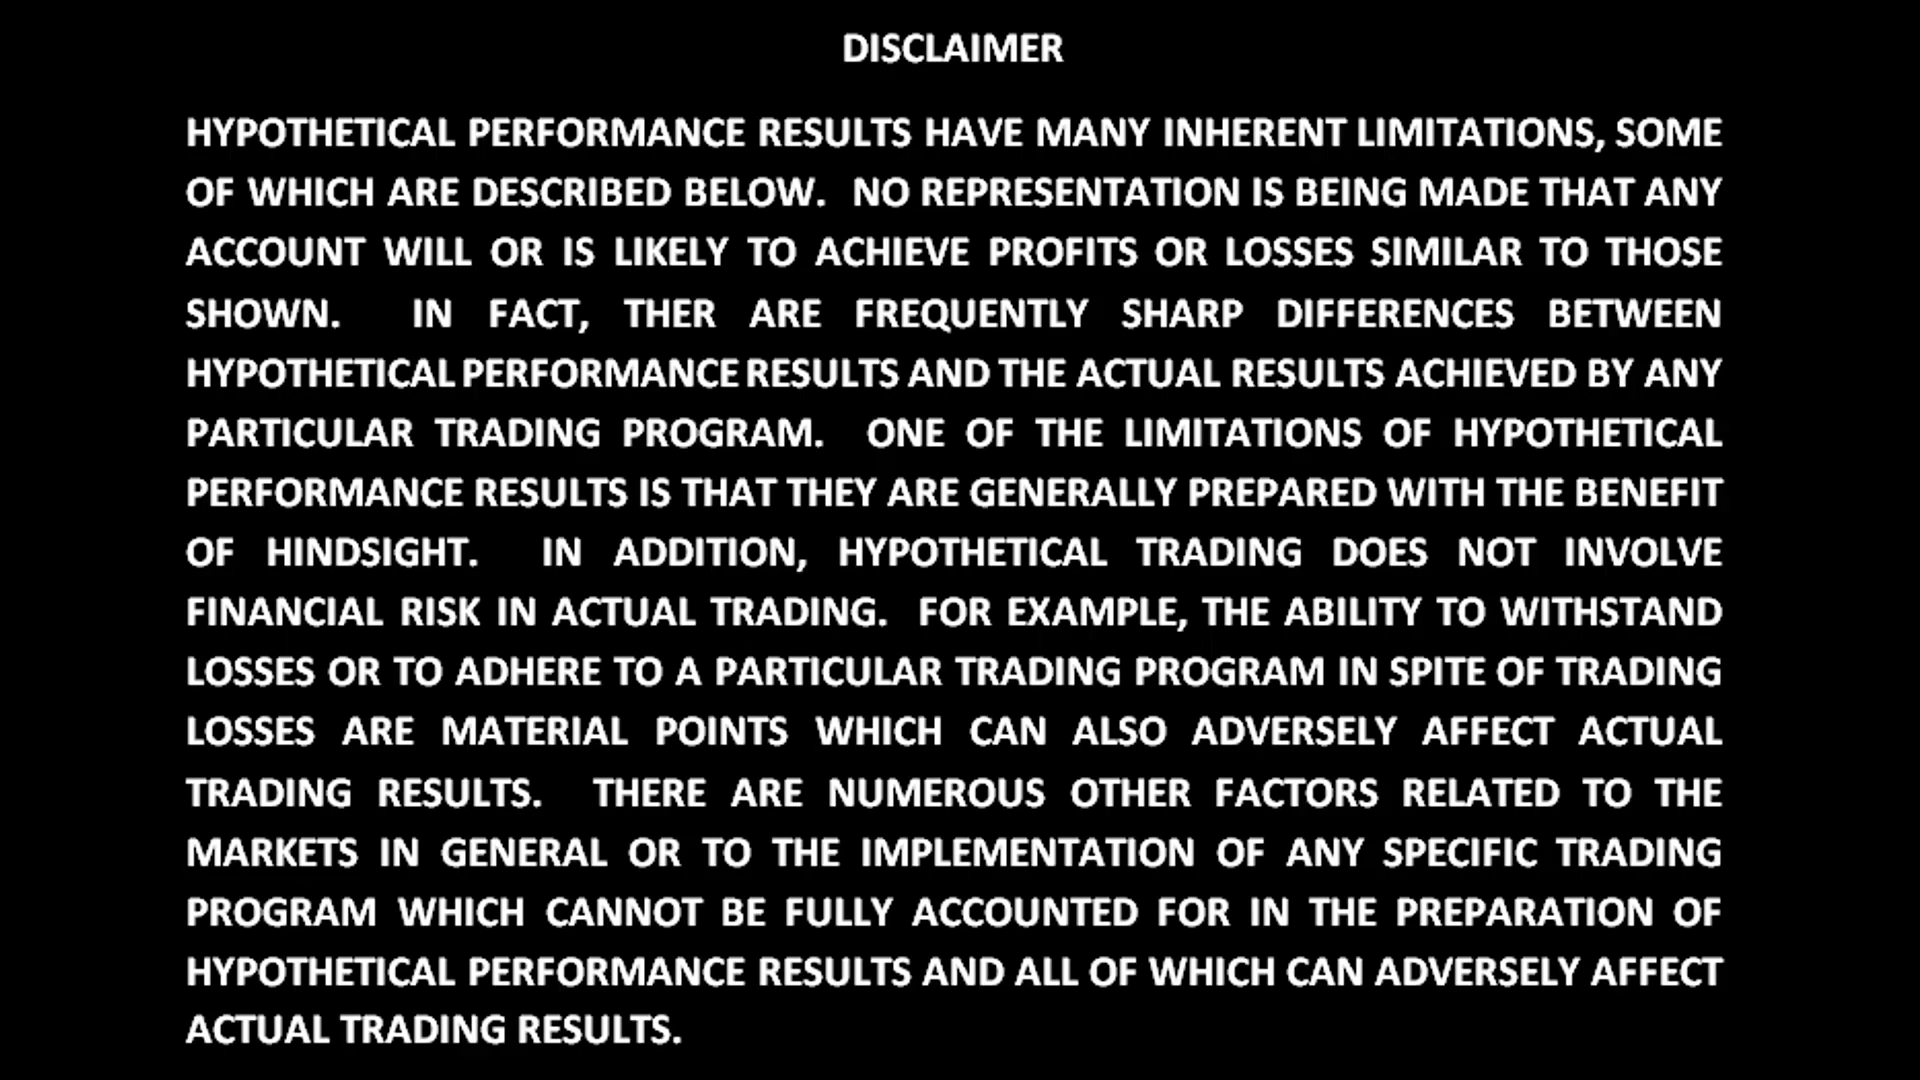 DISCLAIMER
HYPOTHETICAL PERFORMANCE RESULTS HAVE MANY INHERENT LIMITATIONS, SOME
OF WHICH ARE DESCRIBED BELOW.  NO REPRESENTATION IS BEING MADE THAT ANY
ACCOUNT WILL OR IS LIKELY TO ACHIEVE PROFITS OR LOSSES SIMILAR TO THOSE
SHOWN.  IN FACT, THER ARE FREQUENTLY SHARP DIFFERENCES BETWEEN
HYPOTHETICAL PERFORMANCE RESULTS AND THE ACTUAL RESULTS ACHIEVED BY ANY
PARTICULAR TRADING PROGRAM.  ONE OF THE LIMITATIONS OF HYPOTHETICAL
PERFORMANCE RESULTS IS THAT THEY ARE GENERALLY PREPARED WITH THE BENEFIT
OF HINDSIGHT.  IN ADDITION, HYPOTHETICAL TRADING DOES NOT INVOLVE
FINANCIAL RISK IN ACTUAL TRADING.  FOR EXAMPLE, THE ABILITY TO WITHSTAND
LOSSES OR TO ADHERE TO A PARTICULAR TRADING PROGRAM IN SPITE OF TRADING
LOSSES ARE MATERIAL POINTS WHICH CAN ALSO ADVERSELY AFFECT ACTUAL
TRADING RESULTS.  THERE ARE NUMEROUS OTHER FACTORS RELATED TO THE
MARKETS IN GENERAL OR TO THE IMPLEMENTATION OF ANY SPECIFIC TRADING
PROGRAM WHICH CANNOT BE FULLY ACCOUNTED FOR IN THE PREPARATION OF
HYPOTHETICAL PERFORMANCE RESULTS AND ALL OF WHICH CAN ADVERSELY AFFECT
ACTUAL TRADING RESULTS.